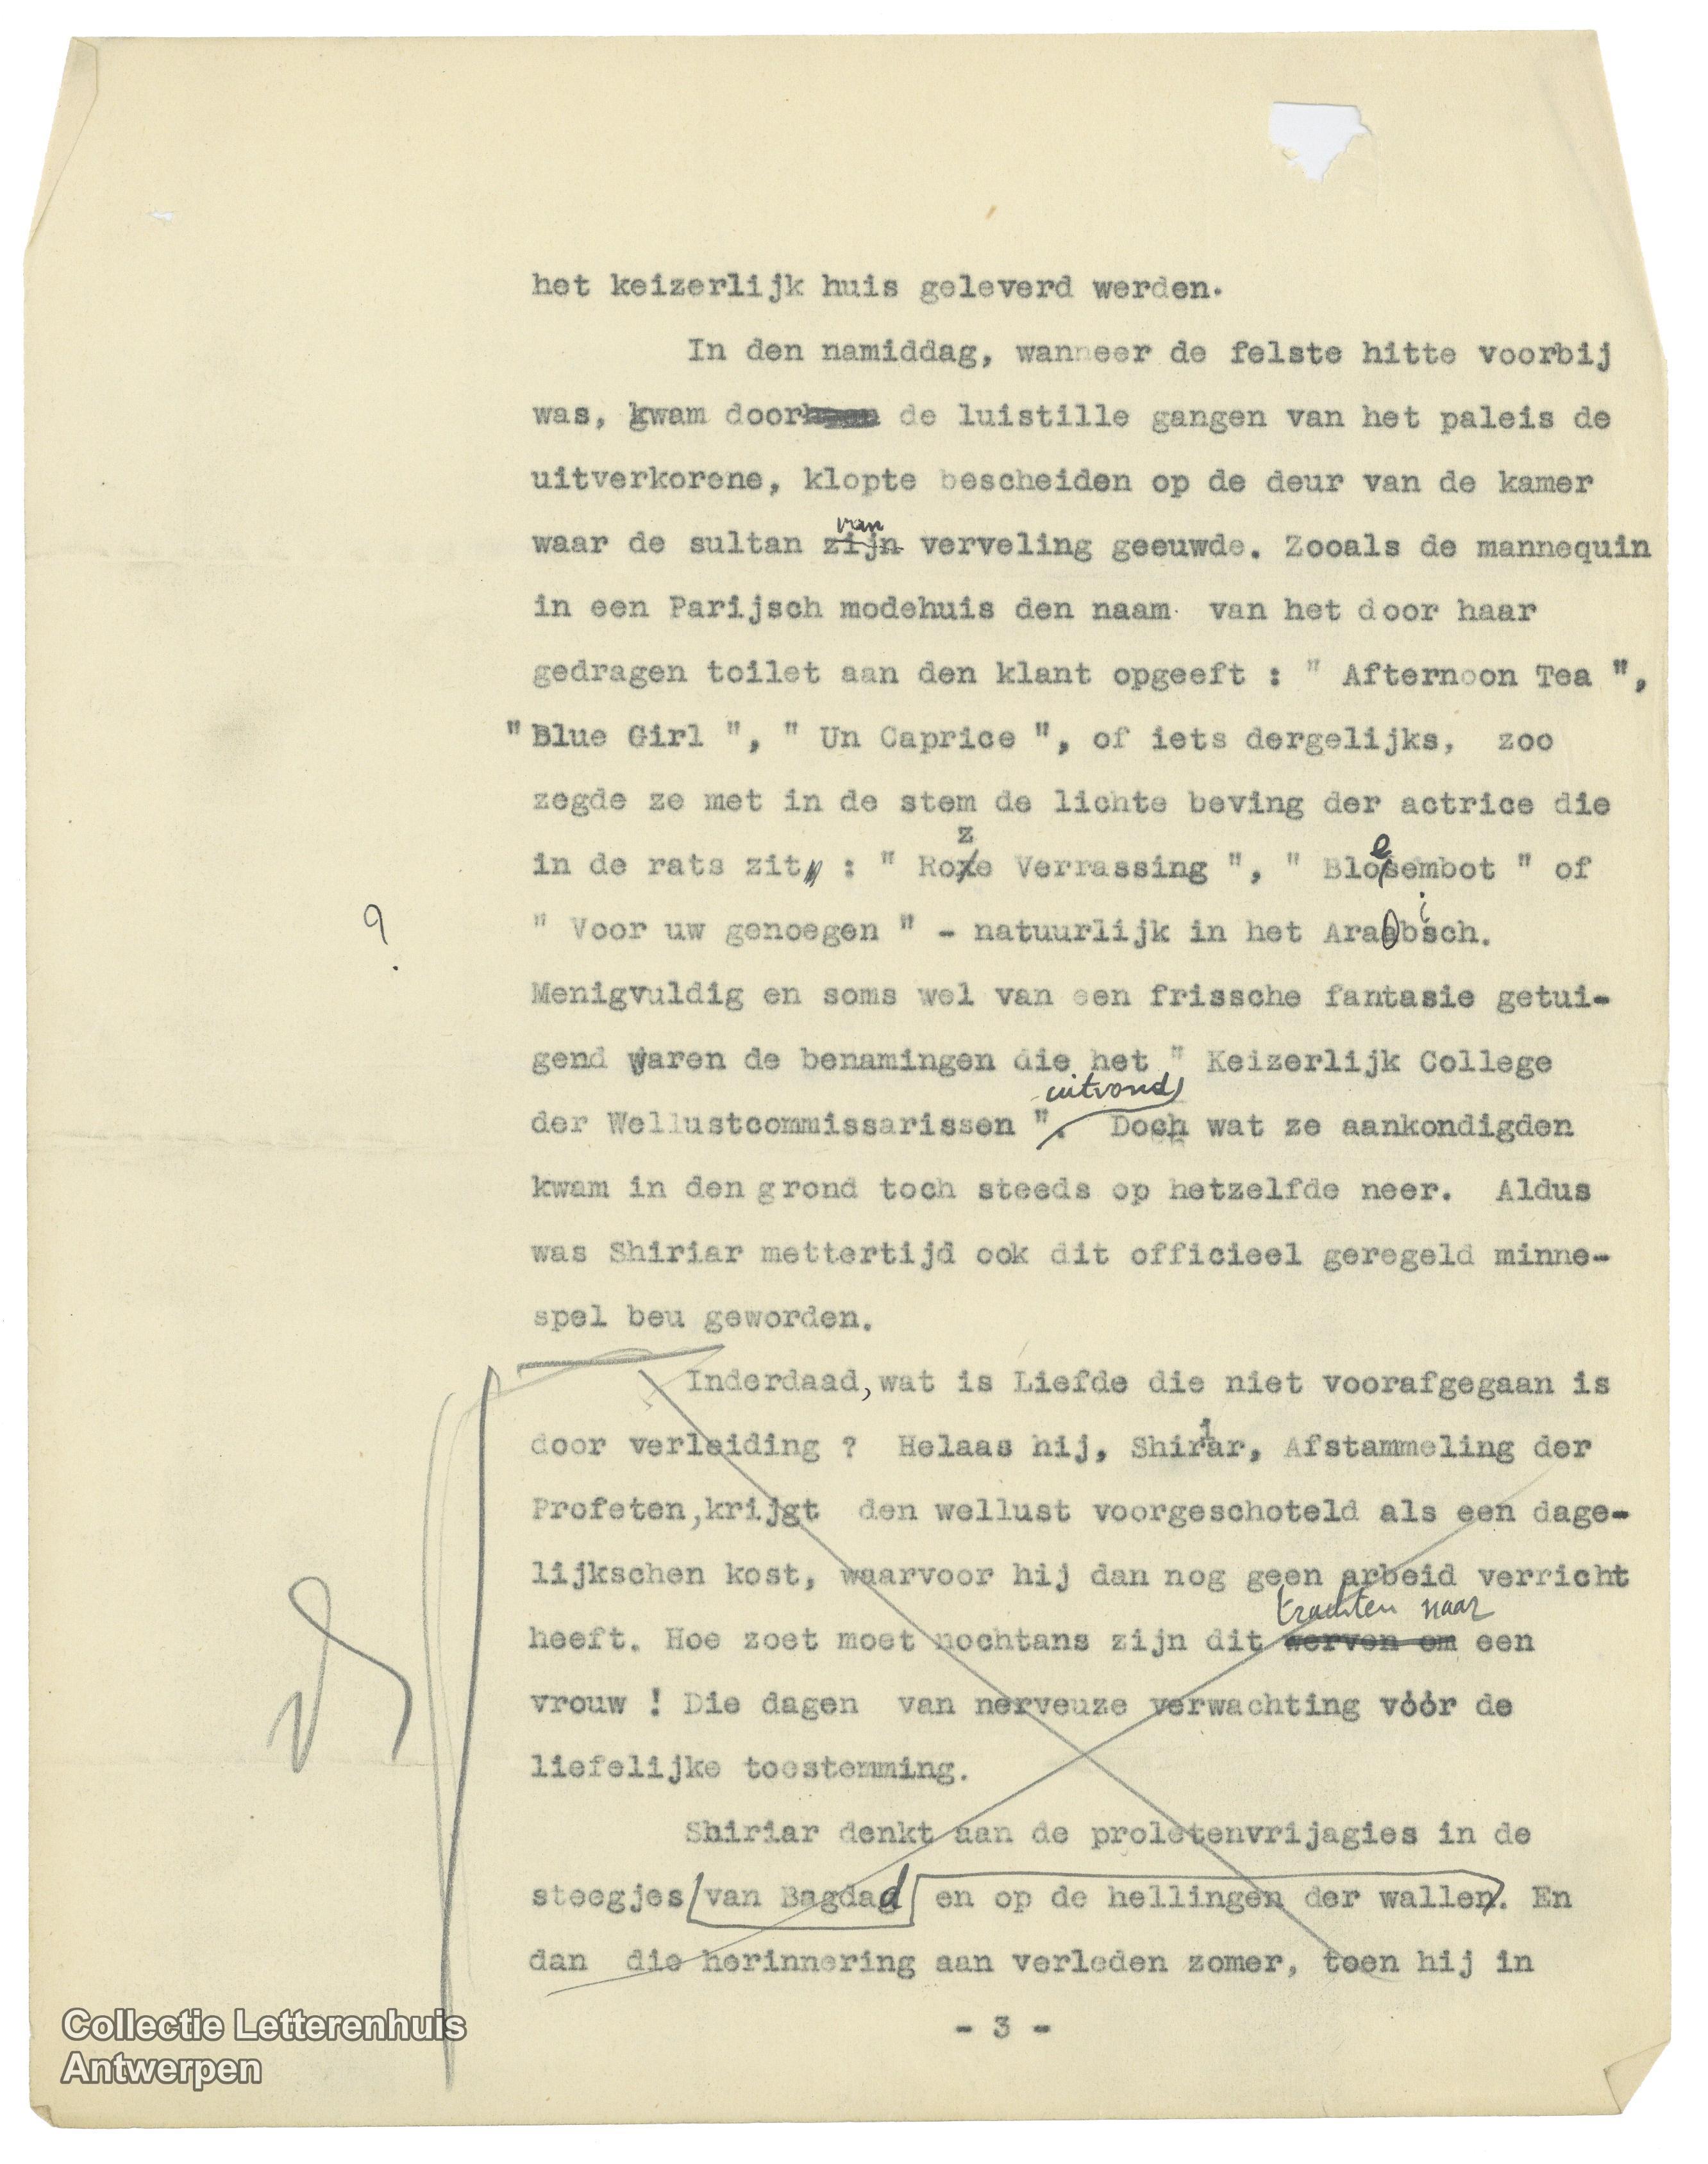 het keizerlijk huis geleverd werden.
In den namiddag, wanneer de felste hitte voorbij
was, kwam doorheen de luistille gangen van het paleis de
uitverkorene, klopte bescheiden op de deur van de kamer
van
waar de sultan zijn verveling geeuwde. Zooals de mannequin
in een Parijsch modehuis den naam van het door haar
gedragen toilet aan den klant opgeeft : " Afternoon Tea ",
"Blue Girl ", " Un Caprice ", of iets dergelijks, zoo
zegde ze met in de stem de lichte beving der actrice die
z e
in de rats zit : " Roze Verrassing ", " Bloesembot " of
i
? " Voor uw genoegen " - natuurlijk in het Arabisch.
Menigvuldig en soms wel van een frissche fantasie getui-
gend waren de benamingen die het " Keizerlijk College
uitvond
der Wellustcommissarissen ". Doch wat ze aankondigden
kwam in den grond toch steeds op hetzelfde neer. Aldus
was Shiriar mettertijd ook dit officieel geregeld minne-
spel beu geworden.
Inderdaad, wat is Liefde die niet voorafgegaan is
door verleiding ? Helaas hij, Shiriar, Afstammeling der
Profeten, krijgt den wellust voorgeschoteld als een dage-
lijkschen kost, waarvoor hij dan nog geen arbeid verricht
trachten naar
heeft. Hoe zoet moet nochtans zijn dit werven om een
vrouw ! Die dagen van nerveuze verwachting vóór de
liefelijke toestemming.
Shiriar denkt aan de proletenvrijagies in de
steegjes van Bagdad en op de hellingen der wallen. En
dan die herinnering aan verleden zomer, toen hij in
- 3 -
Collectie Letterenhuis
Antwerpen